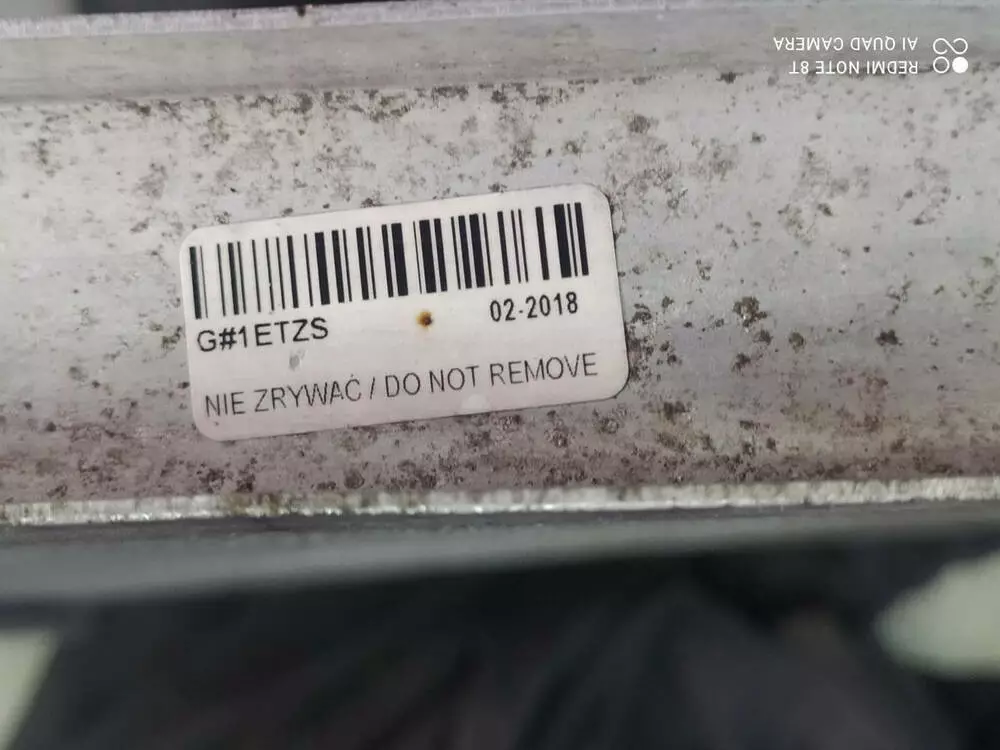 G#1ETZS
02-2018
NIE ZRYWAĆ / DO NOT REMOVE
REDMI NOTE 8T
AI QUAD CAMERA